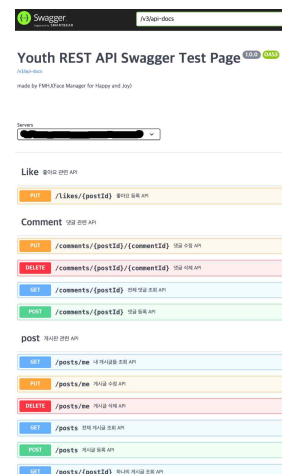 Swagger
Supported by SMARTBEAR
/v3/api-docs
Youth REST API Swagger Test Page 1.0.0 OAS3
/v3/api-docs
made by FMH,XFace Manager for Happy and Joy)
Servers
Like 좋아요 관련 API
PUT /likes/{postId} 좋아요 등록 API
Comment 댓글 관련 API
PUT /comments/{postId}/{commentId} 댓글 수정 API
DELETE /comments/{postId}/{commentId} 댓글 삭제 API
GET /comments/{postId} 전체 댓글 조회 API
POST /comments/{postId} 댓글 등록 API
post 게시판 관련 API
GET /posts/me 내 게시글들 조회 API
PUT /posts/me 게시글 수정 API
DELETE /posts/me 게시글 삭제 API
GET /posts 전체 게시글 조회 API
POST /posts 게시글 등록 API
GET /posts/{postId} 하나의 게시글 조회 API